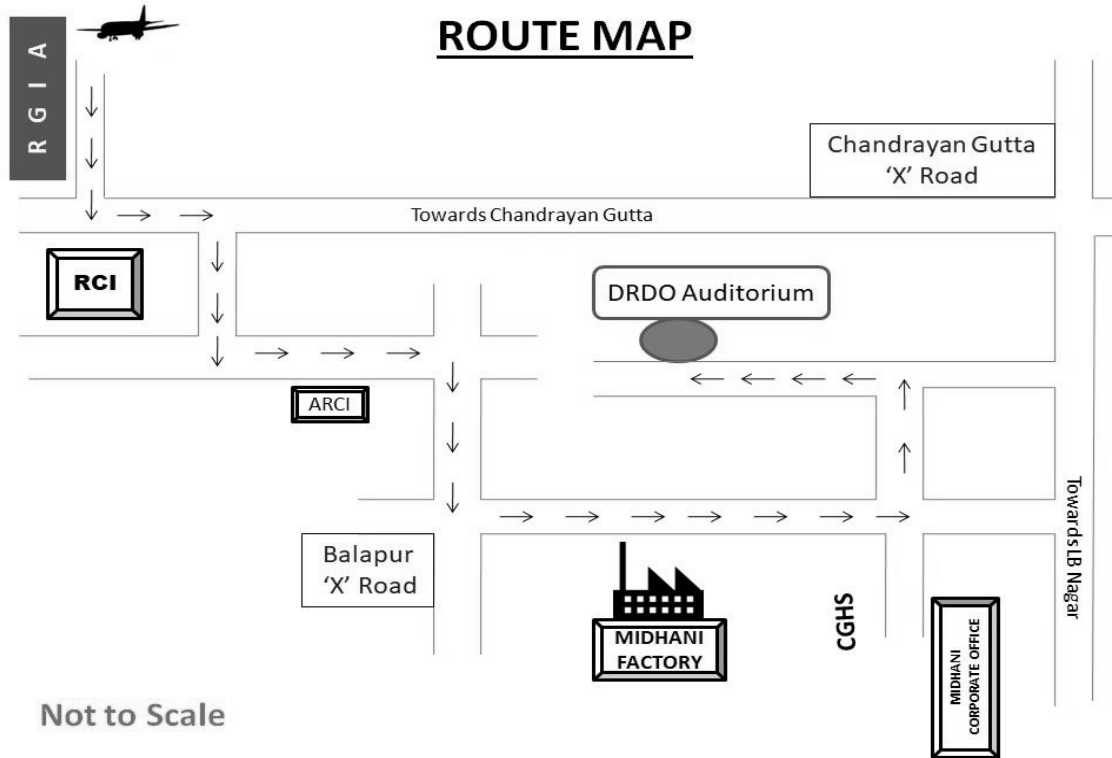 ROUTE MAP
R G I A
Chandrayan Gutta
‘X’ Road
Towards Chandrayan Gutta
RCI
DRDO Auditorium
ARCI
Towards LB Nagar
Balapur
‘X’ Road
MIDHANI
FACTORY
CGHS
MIDHANI
CORPORATE OFFICE
Not to Scale